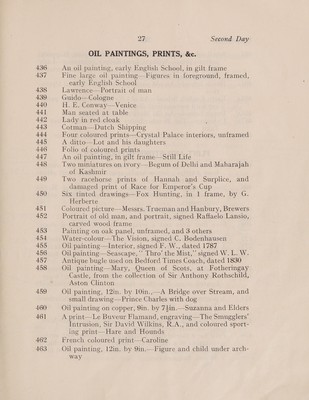 27 Second Day
OIL PAINTINGS, PRINTS, &c.
436 An oil painting, early English School, in gilt frame
437 Fine large oil painting—Figures in foreground, framed,
early English School
438 Lawrence—Portrait of man
439 Guido—Cologne
440 H. E. Conway—Venice
441 Man seated at table
442 Lady in red cloak
443 Cotman—Dutch Shipping
444 Four coloured prints—Crystal Palace interiors, unframed
445 A ditto—Lot and his daughters
446 Folio of coloured prints
447 An oil painting, in gilt frame—Still Life
448 Two miniatures on ivory—Begum of Delhi and Maharajah
of Kashmir
449 Two racehorse prints of Hannah and Surplice, and
damaged print of Race for Emperor's Cup
450 Six tinted drawings—Fox Hunting, in 1 frame, by G.
Herberte
451 Coloured picture—Messrs. Trueman and Hanbury, Brewers
452 Portrait of old man, and portrait, signed Raffaelo Lansio,
carved wood frame
453 Painting on oak panel, unframed, and 3 others
454 Water-colour—The Vision, signed C. Bodenhausen
455 Oil painting—Interior, signed F. W., dated 1787
456 Oil painting—Seascape, "Thro' the Mist," signed W. L. W.
457 Antique bugle used on Bedford Times Coach, dated 1830
458 Oil painting—Mary, Queen of Scots, at Fotheringay
Castle, from the collection of Sir Anthony Rothschild,
Aston Clinton
459 Oil painting, 12in. by 10in.,—A Bridge over Stream, and
small drawing—Prince Charles with dog
460 Oil painting on copper, 9in. by 7½in.—Suzanna and Elders
461 A print—Le Buveur Flamand, engraving—The Smugglers'
Intrusion, Sir David Wilkins, R.A., and coloured sport-
ing print—Hare and Hounds
462 French coloured print—Caroline
463 Oil painting, 12in. by 9in.—Figure and child under arch-
way